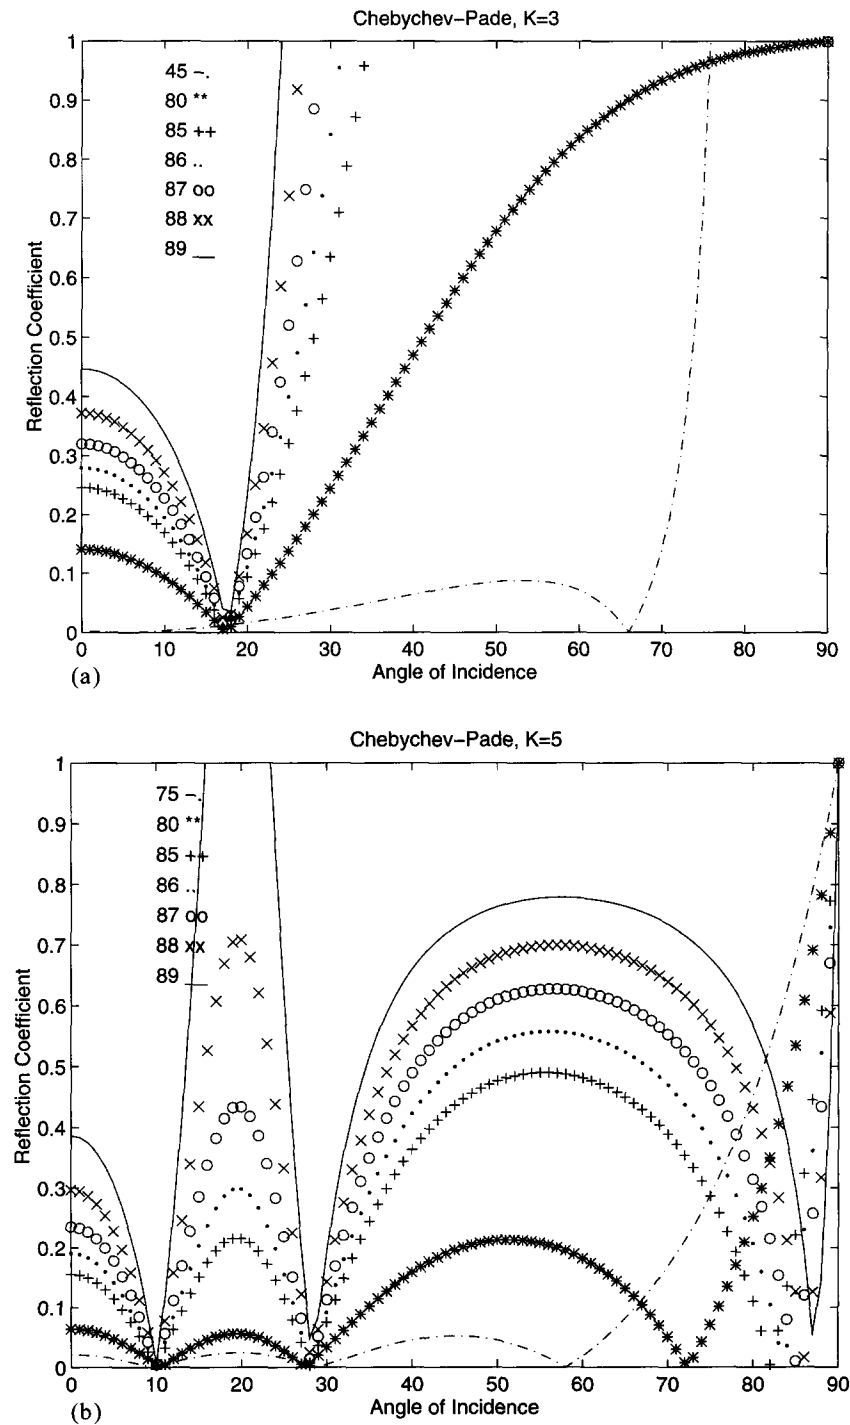 Chebychev-Pade, K=3
1
0.9
0.8
0.7
0.6
0.5
0.4
0.3
0.2
0.1
0
45 -.
80 **
85 ++
86 ..
87 oo
88 xx
89 __
Reflection Coefficient
0 10 20 30 40 50 60 70 80 90
Angle of Incidence
(a)
Chebychev-Pade, K=5
1
0.9
0.8
0.7
0.6
0.5
0.4
0.3
0.2
0.1
0
75 -.
80 **
85 ++
86 ..
87 oo
88 xx
89 __
Reflection Coefficient
0 10 20 30 40 50 60 70 80 90
Angle of Incidence
(b)